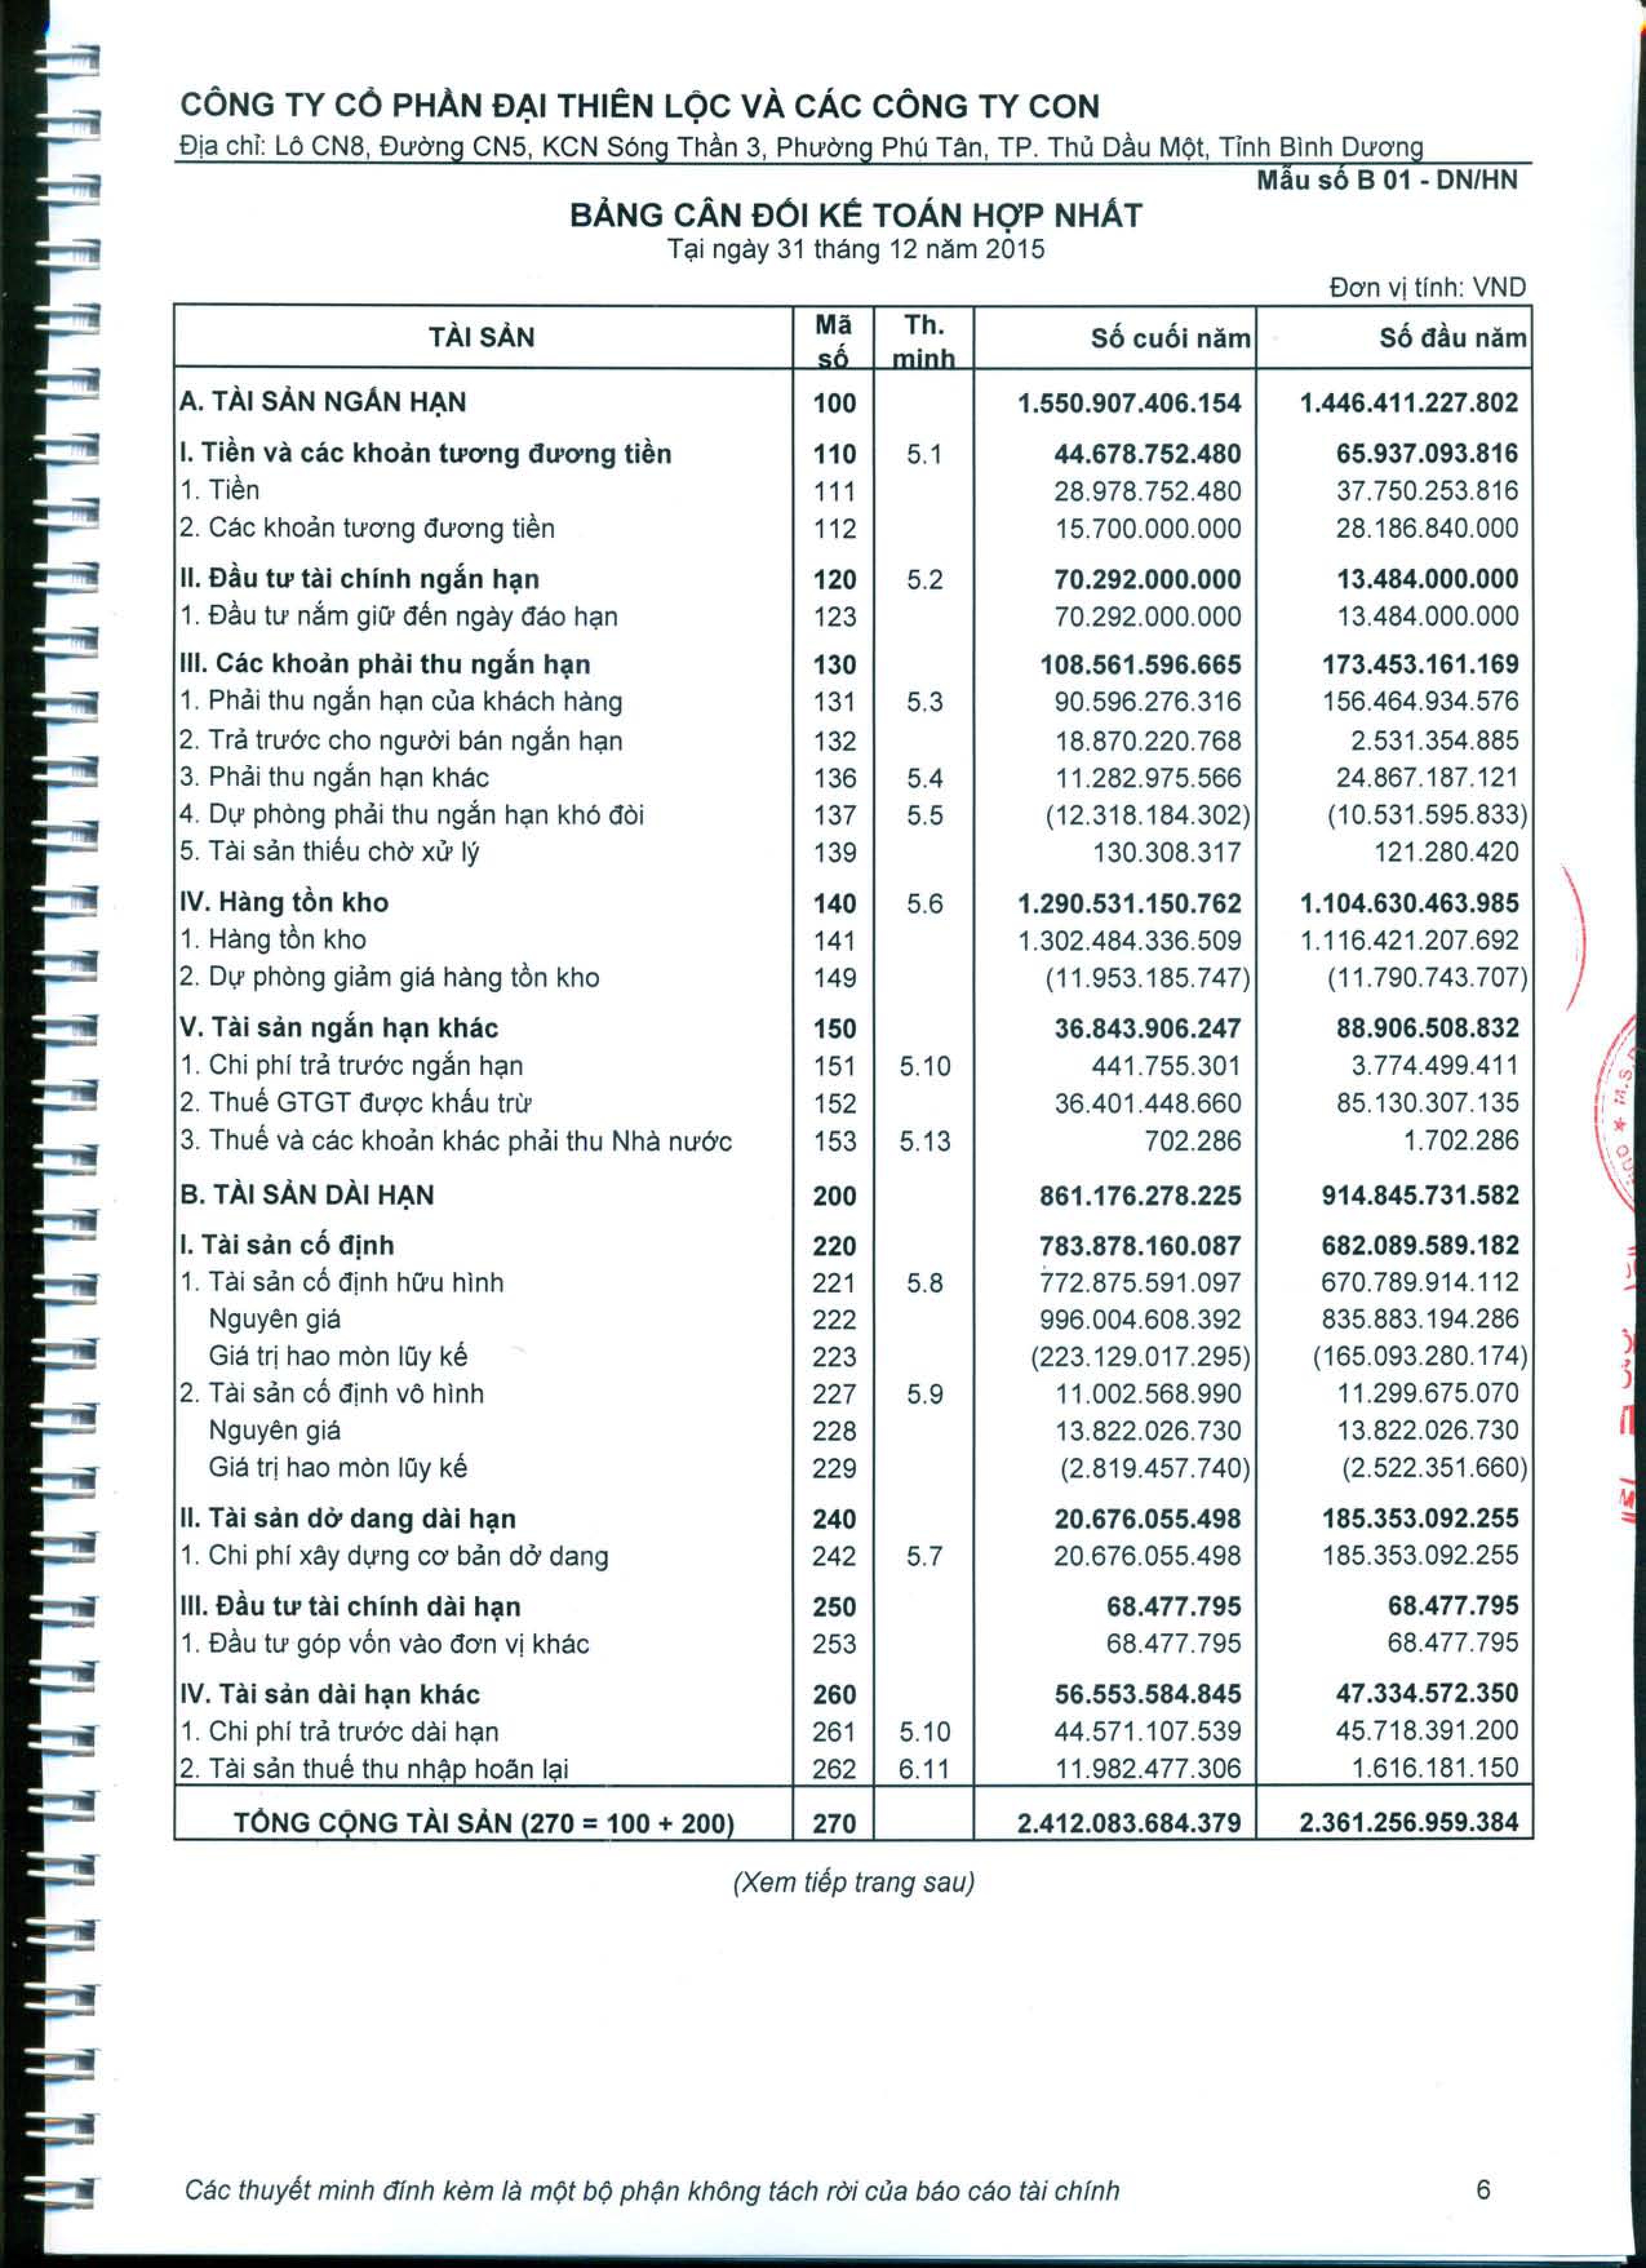 CÔNG TY CỔ PHẦN ĐẠI THIÊN LỘC VÀ CÁC CÔNG TY CON
Địa chỉ: Lô CN8, Đường CN5, KCN Sóng Thần 3, Phường Phú Tân, TP. Thủ Dầu Một, Tỉnh Bình Dương
Mẫu số B 01 - DN/HN
BẢNG CÂN ĐỐI KẾ TOÁN HỢP NHẤT
Tại ngày 31 tháng 12 năm 2015
Đơn vị tính: VND
TÀI SẢN Mã số Th. minh Số cuối năm Số đầu năm
A. TÀI SẢN NGẮN HẠN 100 1.550.907.406.154 1.446.411.227.802
I. Tiền và các khoản tương đương tiền 110 5.1 44.678.752.480 65.937.093.816
1. Tiền 111 28.978.752.480 37.750.253.816
2. Các khoản tương đương tiền 112 15.700.000.000 28.186.840.000
II. Đầu tư tài chính ngắn hạn 120 5.2 70.292.000.000 13.484.000.000
1. Đầu tư nắm giữ đến ngày đáo hạn 123 70.292.000.000 13.484.000.000
III. Các khoản phải thu ngắn hạn 130 108.561.596.665 173.453.161.169
1. Phải thu ngắn hạn của khách hàng 131 5.3 90.596.276.316 156.464.934.576
2. Trả trước cho người bán ngắn hạn 132 18.870.220.768 2.531.354.885
3. Phải thu ngắn hạn khác 136 5.4 11.282.975.566 24.867.187.121
4. Dự phòng phải thu ngắn hạn khó đòi 137 5.5 (12.318.184.302) (10.531.595.833)
5. Tài sản thiếu chờ xử lý 139 130.308.317 121.280.420
IV. Hàng tồn kho 140 5.6 1.290.531.150.762 1.104.630.463.985
1. Hàng tồn kho 141 1.302.484.336.509 1.116.421.207.692
2. Dự phòng giảm giá hàng tồn kho 149 (11.953.185.747) (11.790.743.707)
V. Tài sản ngắn hạn khác 150 36.843.906.247 88.906.508.832
1. Chi phí trả trước ngắn hạn 151 5.10 441.755.301 3.774.499.411
2. Thuế GTGT được khấu trừ 152 36.401.448.660 85.130.307.135
3. Thuế và các khoản khác phải thu Nhà nước 153 5.13 702.286 1.702.286
B. TÀI SẢN DÀI HẠN 200 861.176.278.225 914.845.731.582
I. Tài sản cố định 220 783.878.160.087 682.089.589.182
1. Tài sản cố định hữu hình 221 5.8 772.875.591.097 670.789.914.112
Nguyên giá 222 996.004.608.392 835.883.194.286
Giá trị hao mòn lũy kế 223 (223.129.017.295) (165.093.280.174)
2. Tài sản cố định vô hình 227 5.9 11.002.568.990 11.299.675.070
Nguyên giá 228 13.822.026.730 13.822.026.730
Giá trị hao mòn lũy kế 229 (2.819.457.740) (2.522.351.660)
II. Tài sản dở dang dài hạn 240 20.676.055.498 185.353.092.255
1. Chi phí xây dựng cơ bản dở dang 242 5.7 20.676.055.498 185.353.092.255
III. Đầu tư tài chính dài hạn 250 68.477.795 68.477.795
1. Đầu tư góp vốn vào đơn vị khác 253 68.477.795 68.477.795
IV. Tài sản dài hạn khác 260 56.553.584.845 47.334.572.350
1. Chi phí trả trước dài hạn 261 5.10 44.571.107.539 45.718.391.200
2. Tài sản thuế thu nhập hoãn lại 262 6.11 11.982.477.306 1.616.181.150
TỔNG CỘNG TÀI SẢN (270 = 100 + 200) 270 2.412.083.684.379 2.361.256.959.384
(Xem tiếp trang sau)
Các thuyết minh đính kèm là một bộ phận không tách rời của báo cáo tài chính 6